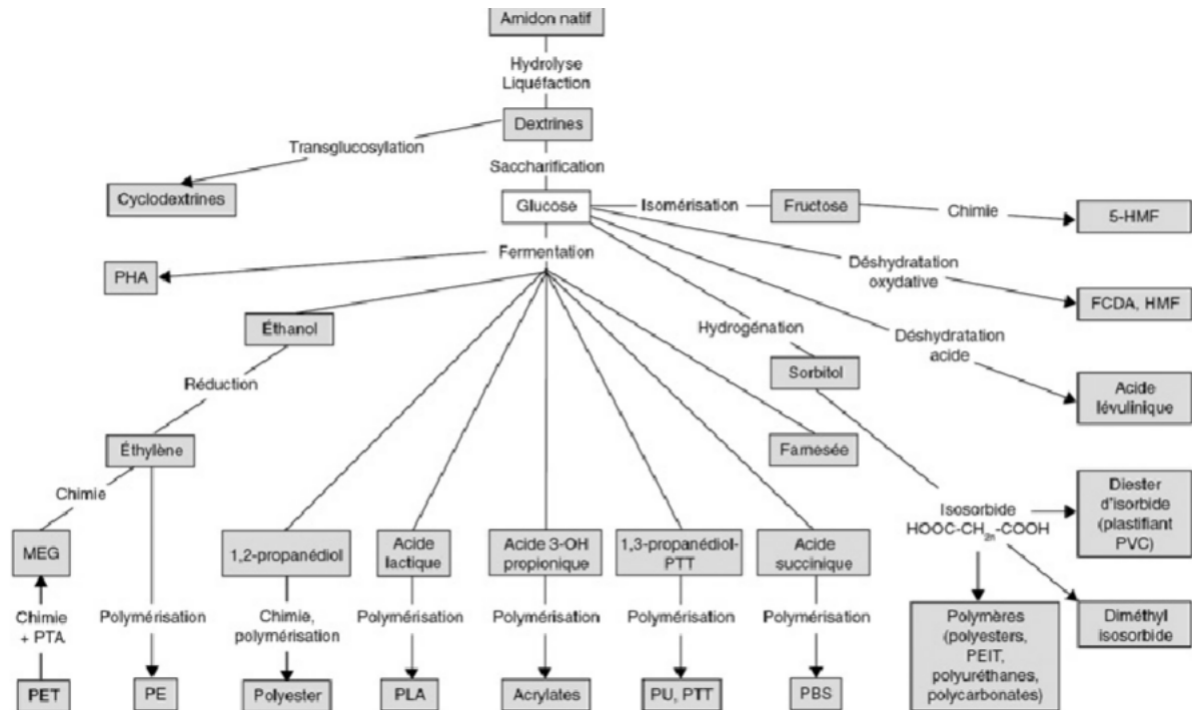 Amidon natif
Hydrolyse
Liquéfaction
Dextrines
Transglucosylation
Saccharification
Cyclodextrines
Glucose
Isomérisation
Fructose
Chimie
5-HMF
Fermentation
PHA
Déshydratation
oxydative
FCDA, HMF
Éthanol
Hydrogénation
Déshydratation
acide
Sorbitol
Réduction
Acide
lévulinique
Éthylène
Farnesée
Chimie
Isosorbide
HOOC-CH2n-COOH
Diester
d'isorbide
(plastifiant
PVC)
MEG
1,2-propanédiol
Acide
lactique
Acide 3-OH
propionique
1,3-propanédiol-
PTT
Acide
succinique
Chimie
+ PTA
Polymérisation
Chimie,
polymérisation
Polymérisation
Polymérisation
Polymérisation
Polymérisation
Polymères
(polyesters,
PEIT,
polyuréthanes,
polycarbonates)
Diméthyl
isosorbide
PET
PE
Polyester
PLA
Acrylates
PU, PTT
PBS